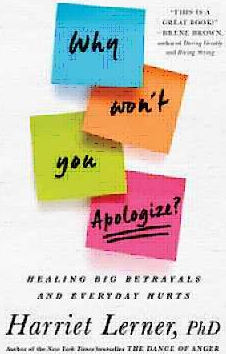 "THIS IS A
GREAT BOOK!"
—BRENÉ BROWN,
author of Daring Greatly
and Rising Strong
Why
won't
you
Apologize?
HEALING BIG BETRAYALS
AND EVERYDAY HURTS
Harriet Lerner, PhD
Author of the New York Times bestseller THE DANCE OF ANGER